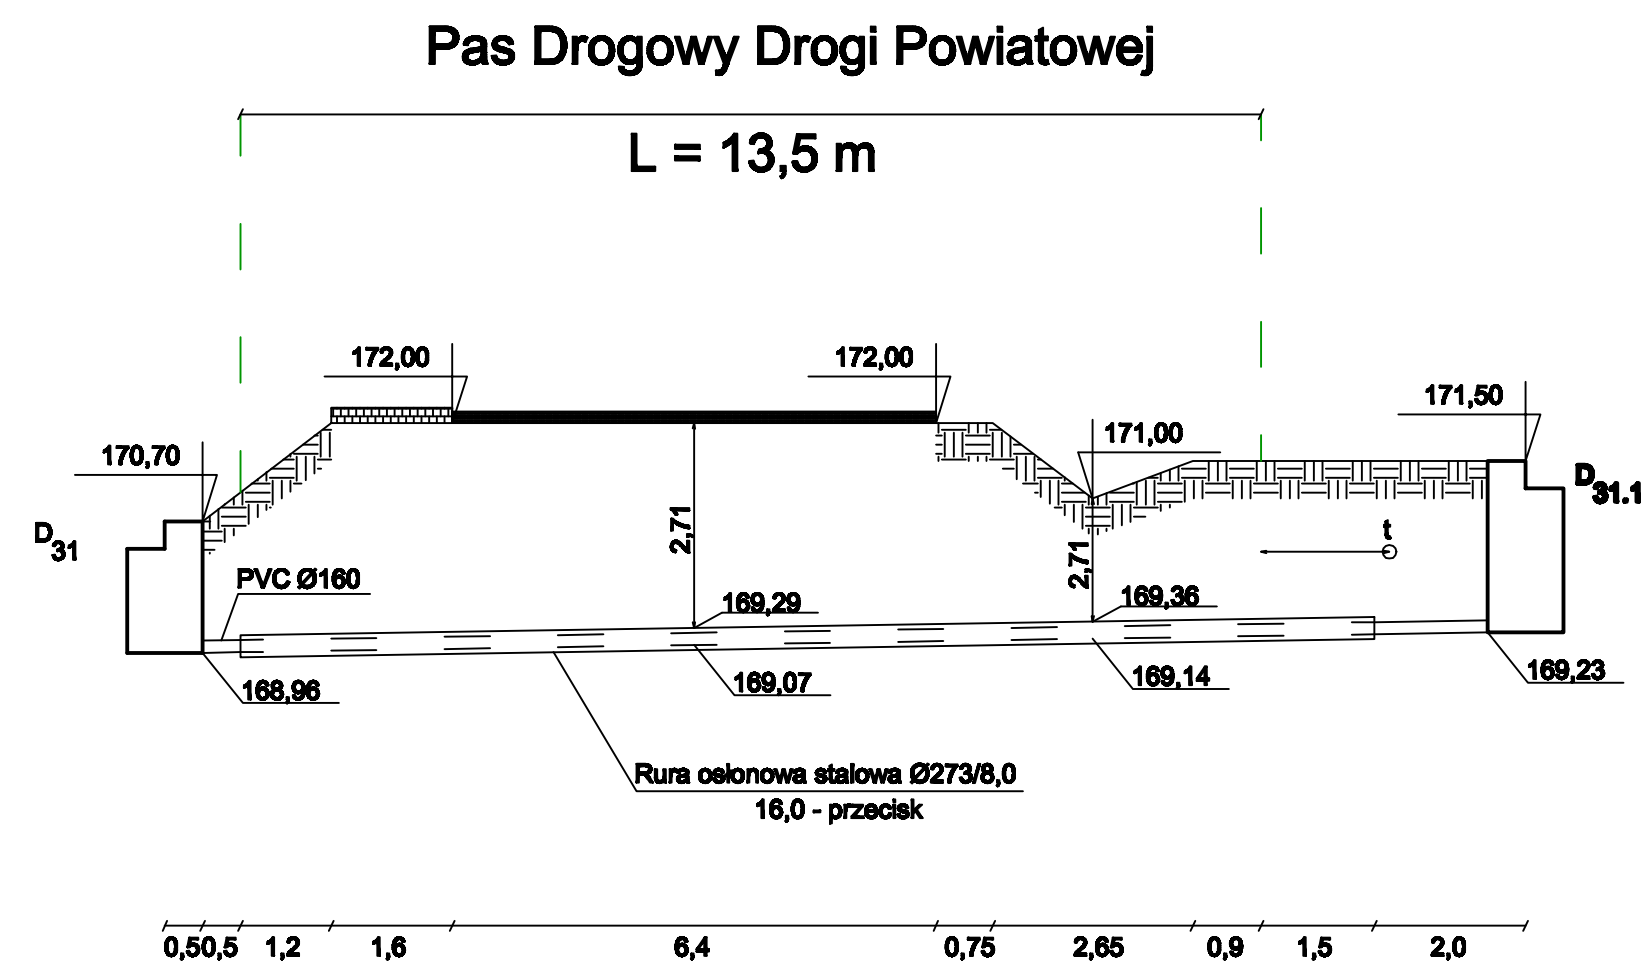 Pas Drogowy Drogi Powiatowej
L = 13,5 m
172,00
172,00
171,50
171,00
170,70
D31
D31.1
2,71
2,71
t
PVC Ø160
169,29
169,36
168,96
169,07
169,14
169,23
Rura osłonowa stalowa Ø273/8,0
16,0 - przecisk
0,5 0,5 1,2 1,6 6,4 0,75 2,65 0,9 1,5 2,0